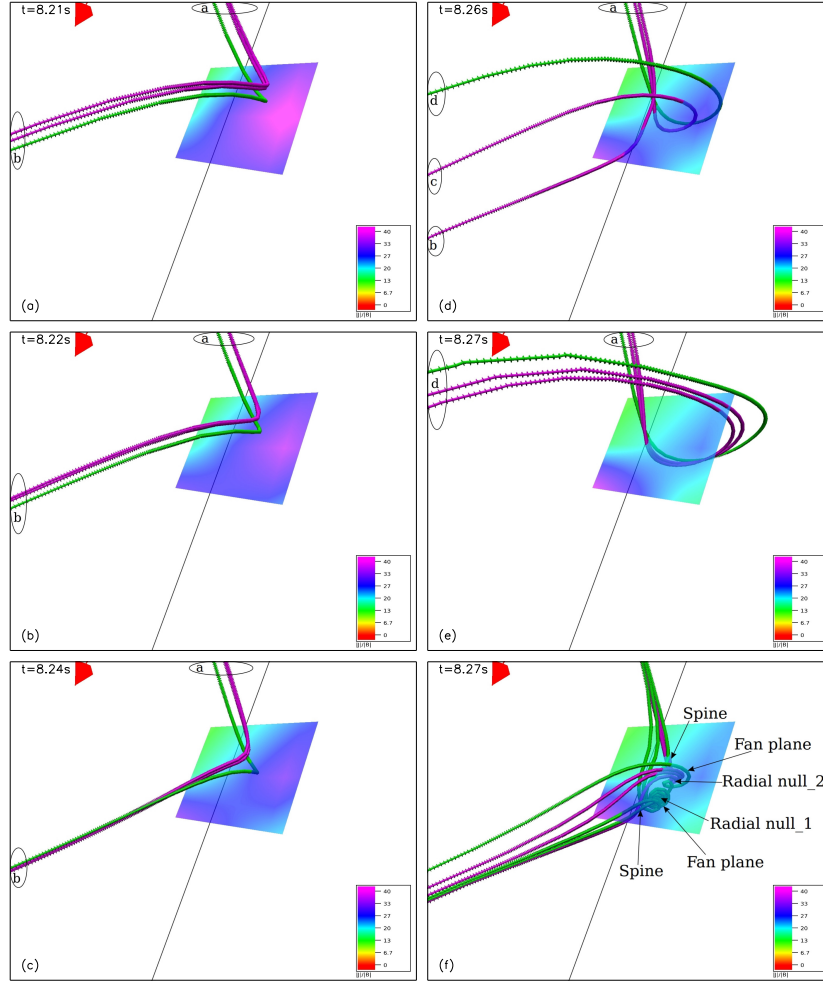 t=8.21s
a
b
40
33
27
20
13
6.7
0
|J|/|B|
(a)
t=8.26s
a
d
c
b
40
33
27
20
13
6.7
0
|J|/|B|
(d)
t=8.22s
a
b
40
33
27
20
13
6.7
0
|J|/|B|
(b)
t=8.27s
a
d
40
33
27
20
13
6.7
0
|J|/|B|
(e)
t=8.24s
a
b
40
33
27
20
13
6.7
0
|J|/|B|
(c)
t=8.27s
Spine
Fan plane
Radial null_2
Radial null_1
Fan plane
Spine
40
33
27
20
13
6.7
0
|J|/|B|
(f)